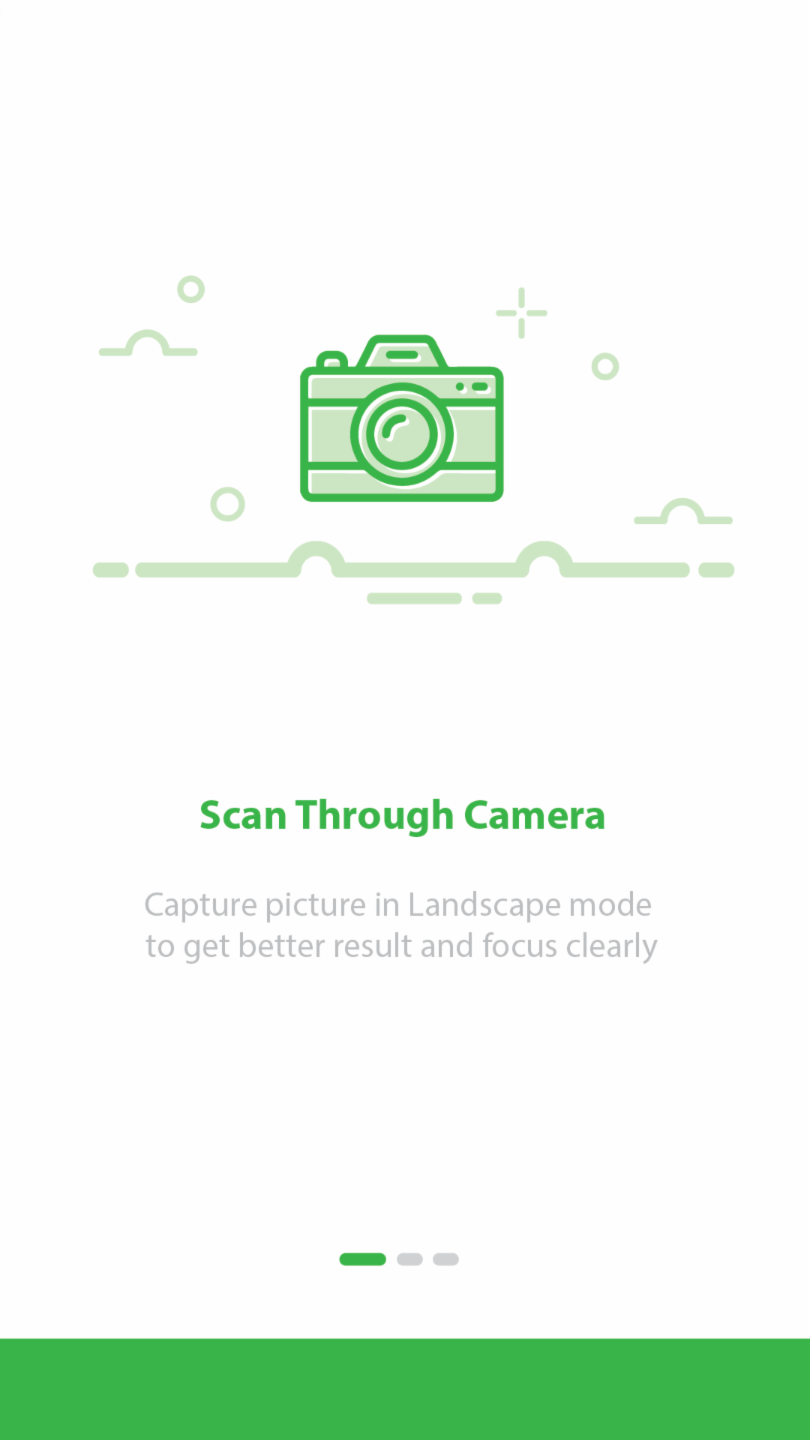 Scan Through Camera
Capture picture in Landscape mode
to get better result and focus clearly